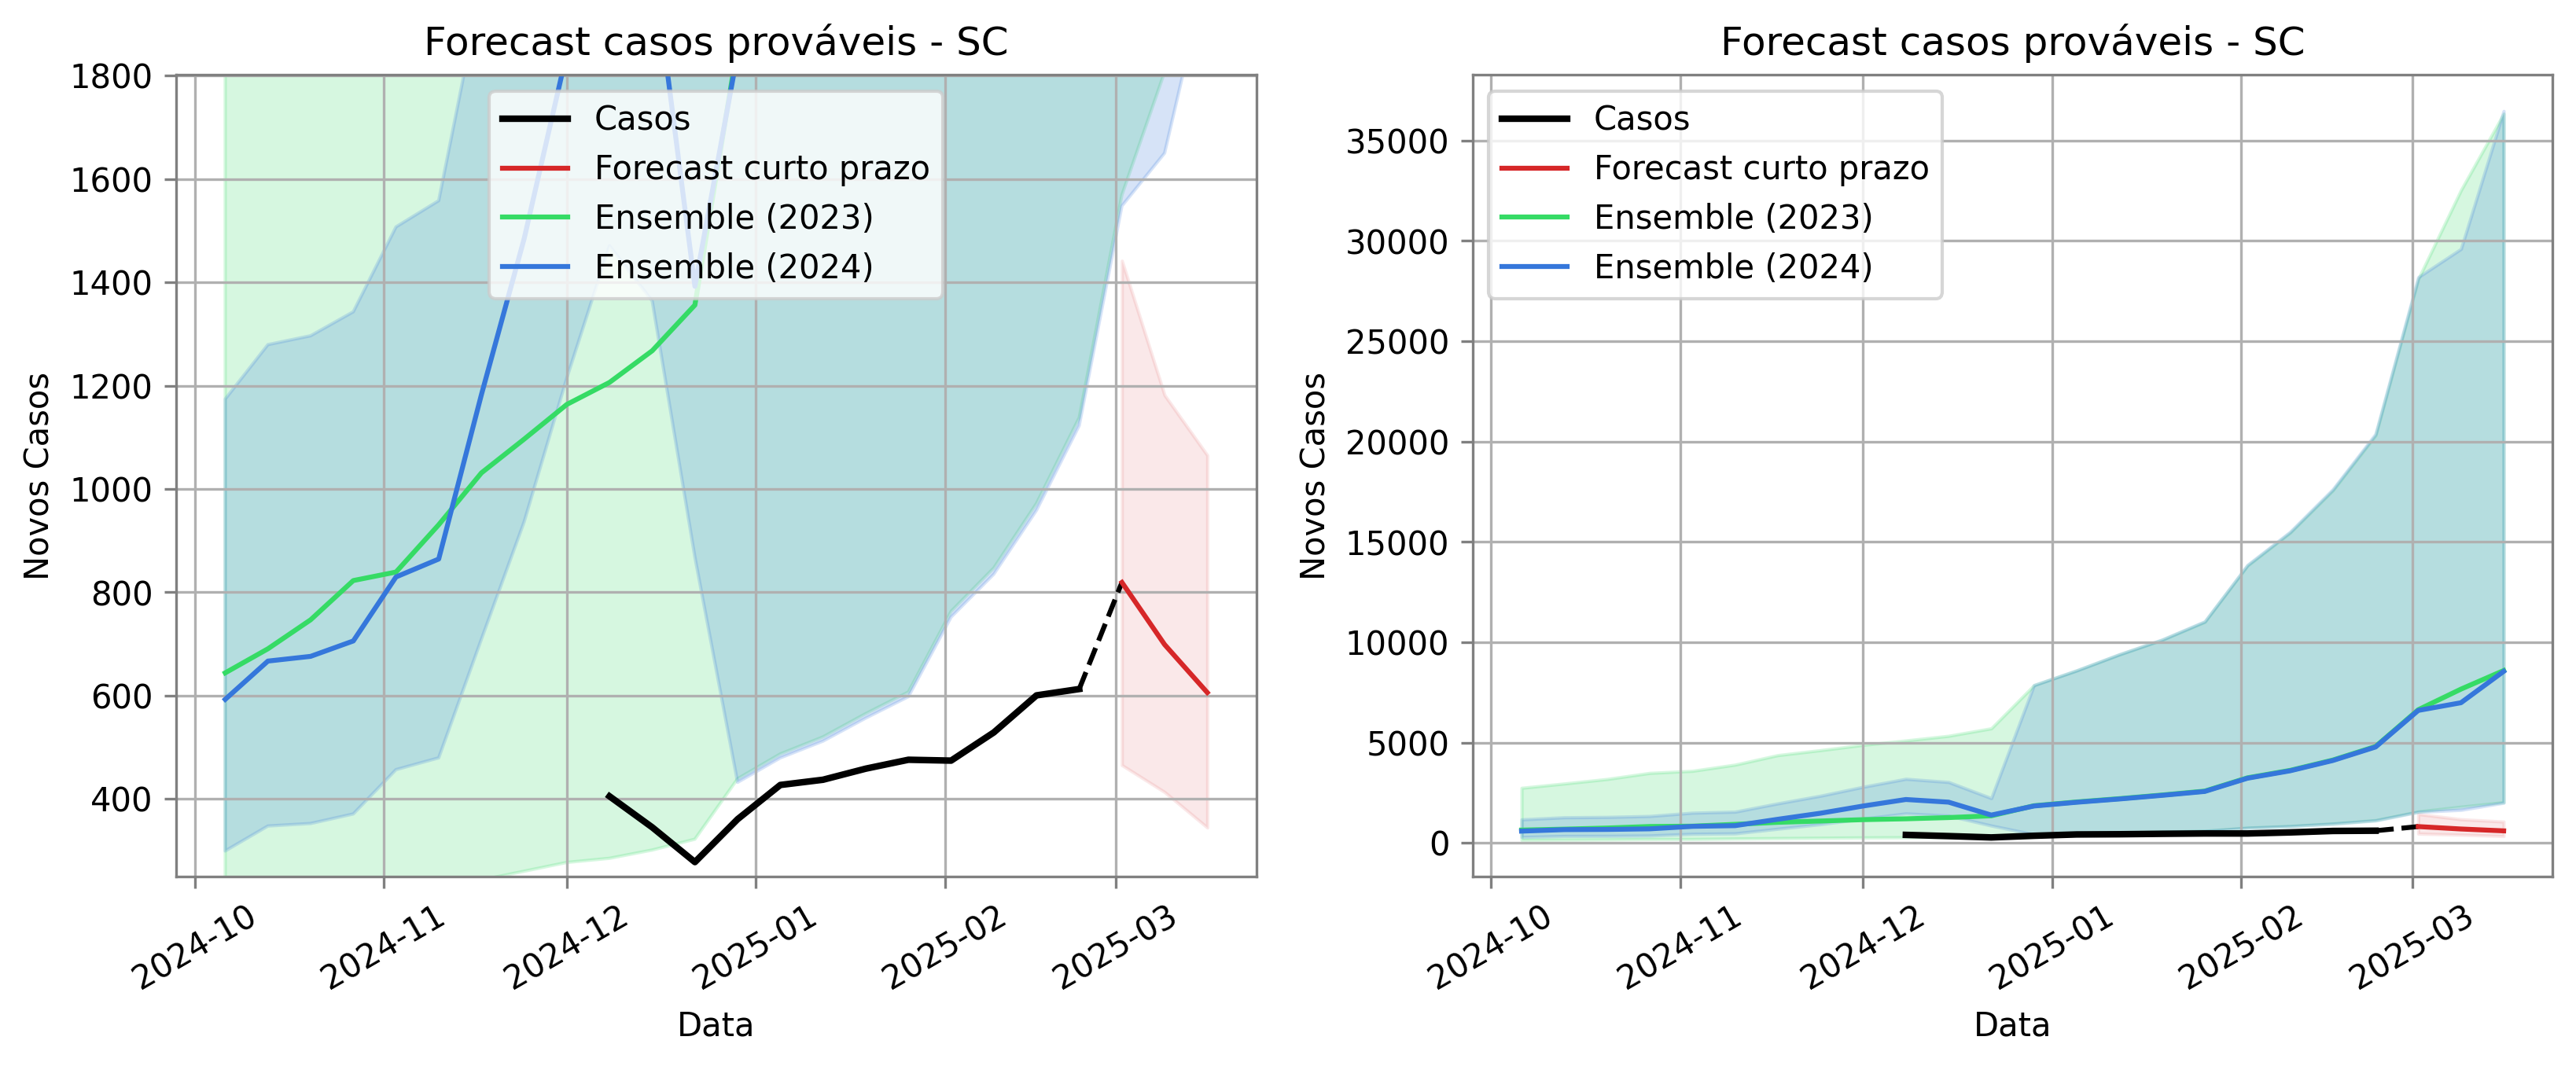 Forecast casos prováveis - SC
1800
1600
1400
1200
1000
800
600
400
Novos Casos
Casos
Forecast curto prazo
Ensemble (2023)
Ensemble (2024)
2024-10
2024-11
2024-12
2025-01
2025-02
2025-03
Data
Forecast casos prováveis - SC
35000
30000
25000
20000
15000
10000
5000
0
Novos Casos
Casos
Forecast curto prazo
Ensemble (2023)
Ensemble (2024)
2024-10
2024-11
2024-12
2025-01
2025-02
2025-03
Data